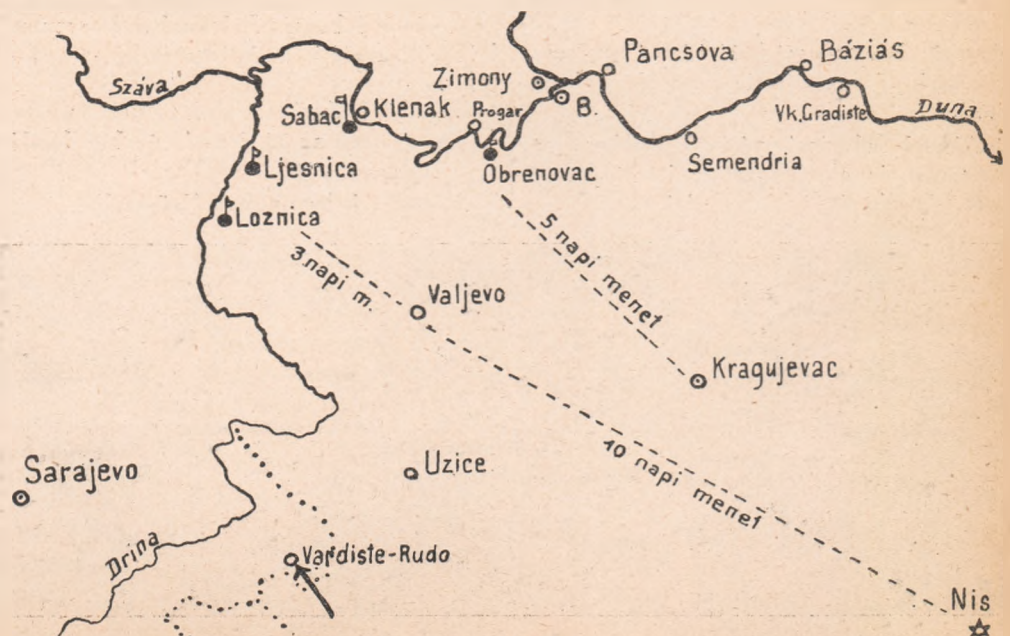 Száva
Zimony
Pancsova
Báziás
Sabac
Klenak
Progar
B.
Vk. Gradiste
Duna
Ljesnica
Obrenovac
Semendria
Loznica
3 napi m.
5 napi menet
Valjevo
Kragujevac
10 napi menet
Sarajevo
Uzice
Drina
Vardiste-Rudo
Nis